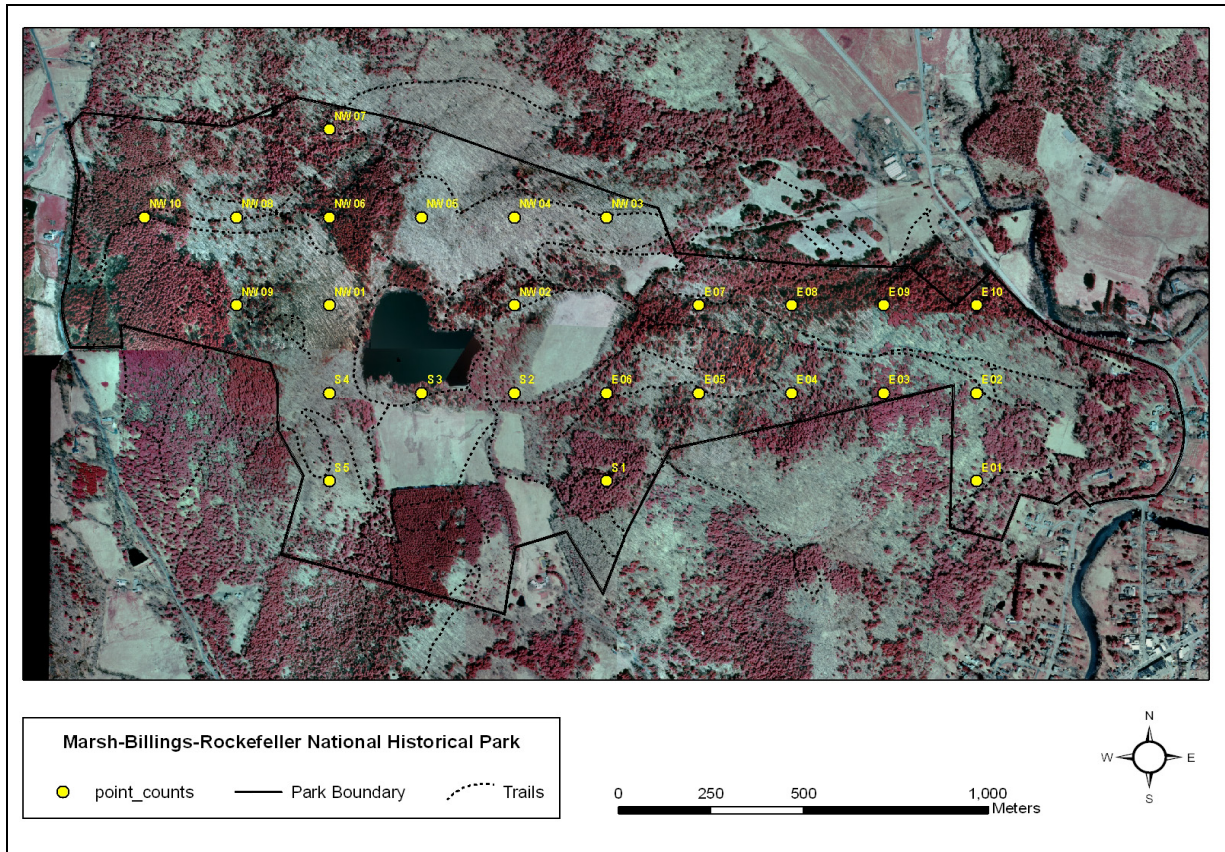 NW 07
NW 10 NW 08 NW 06 NW 05 NW 04 NW 03
NW 09 NW 01 NW 02 E 07 E 08 E 09 E 10
S 4 S 3 S 2 E 06 E 05 E 04 E 03 E 02
S 5 S 1 E 01
Marsh-Billings-Rockefeller National Historical Park
point_counts Park Boundary Trails
0 250 500 1,000
Meters
N
W E
S